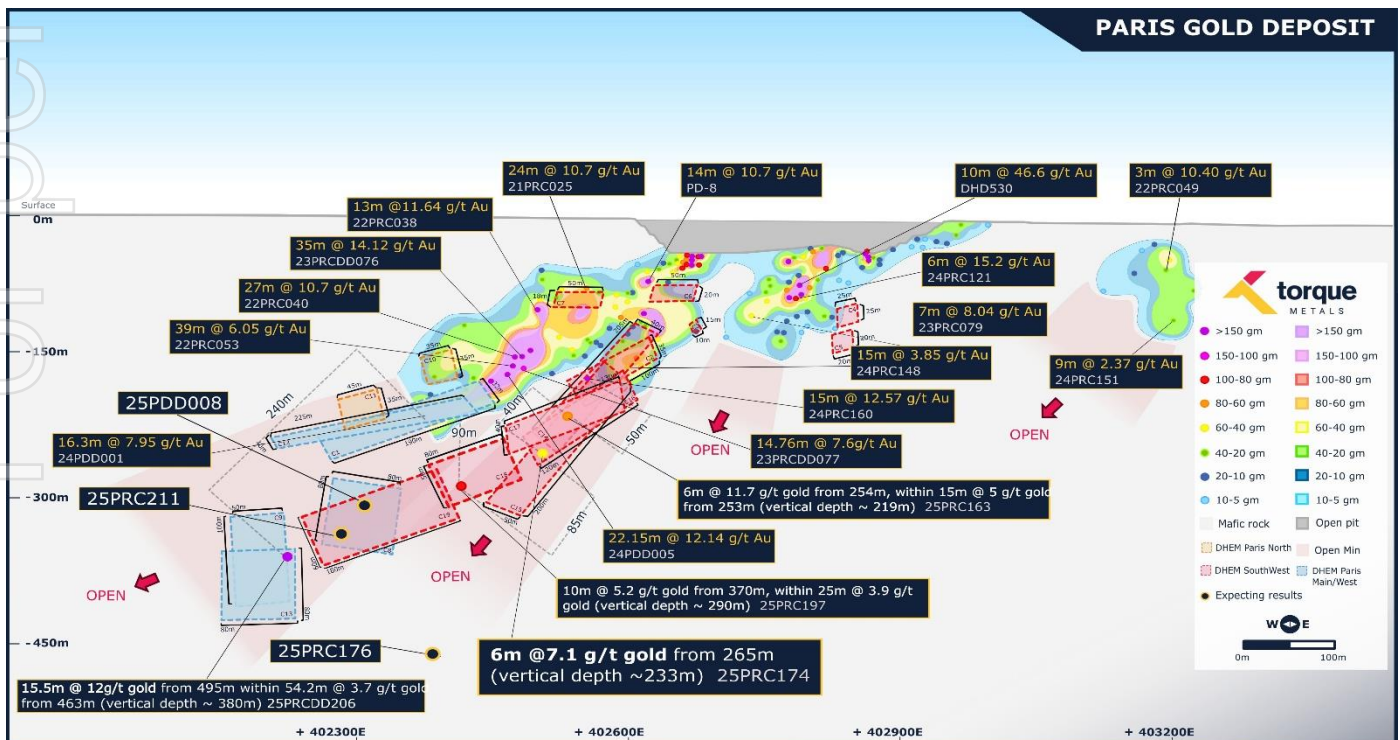 PARIS GOLD DEPOSIT
24m @ 10.7 g/t Au
21PRC025
14m @ 10.7 g/t Au
PD-8
10m @ 46.6 g/t Au
DHD530
3m @ 10.40 g/t Au
22PRC049
Surface
0m
13m @11.64 g/t Au
22PRC038
35m @ 14.12 g/t Au
23PRCDD076
6m @ 15.2 g/t Au
24PRC121
27m @ 10.7 g/t Au
22PRC040
7m @ 8.04 g/t Au
23PRC079
39m @ 6.05 g/t Au
22PRC053
-150m
15m @ 3.85 g/t Au
24PRC148
9m @ 2.37 g/t Au
24PRC151
25PDD008
240m
15m @ 12.57 g/t Au
24PRC160
16.3m @ 7.95 g/t Au
24PDD001
40m
90m
50m
85m
14.76m @ 7.6g/t Au
23PRCDD077
OPEN
OPEN
-300m
25PRC211
6m @ 11.7 g/t gold from 254m, within 15m @ 5 g/t gold
from 253m (vertical depth ~ 219m) 25PRC163
22.15m @ 12.14 g/t Au
24PDD005
OPEN
OPEN
10m @ 5.2 g/t gold from 370m, within 25m @ 3.9 g/t
gold (vertical depth ~ 290m) 25PRC197
-450m
25PRC176
6m @7.1 g/t gold from 265m
(vertical depth ~233m) 25PRC174
15.5m @ 12g/t gold from 495m within 54.2m @ 3.7 g/t gold
from 463m (vertical depth ~ 380m) 25PRCDD206
+ 402300E
+ 402600E
+ 402900E
+ 403200E
torque
METALS
>150 gm >150 gm
150-100 gm 150-100 gm
100-80 gm 100-80 gm
80-60 gm 80-60 gm
60-40 gm 60-40 gm
40-20 gm 40-20 gm
20-10 gm 20-10 gm
10-5 gm 10-5 gm
Mafic rock Open pit
DHEM Paris North Open Min
DHEM SouthWest DHEM Paris
Main/West
Expecting results
W E
0m 100m